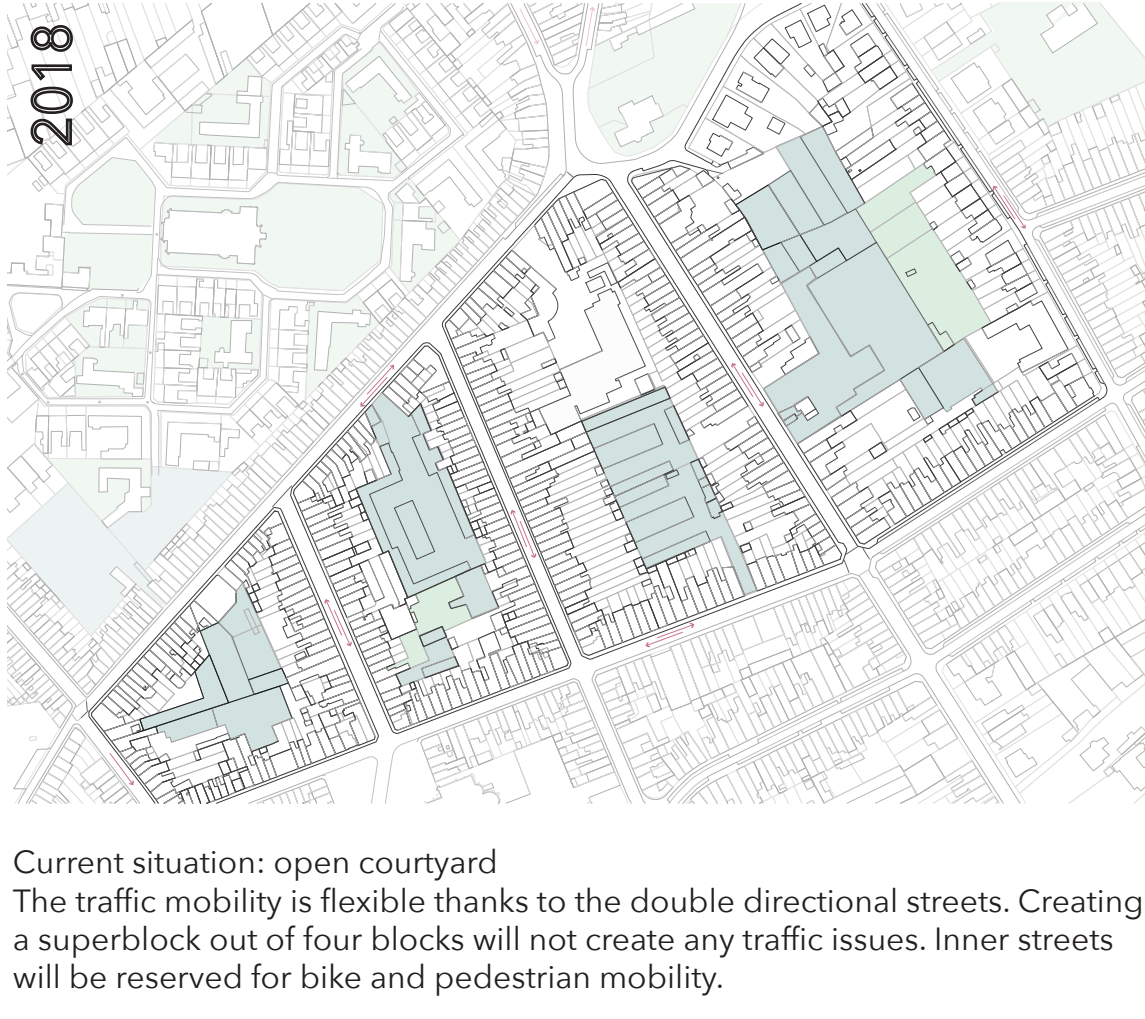 2018
Current situation: open courtyard
The traffic mobility is flexible thanks to the double directional streets. Creating
a superblock out of four blocks will not create any traffic issues. Inner streets
will be reserved for bike and pedestrian mobility.